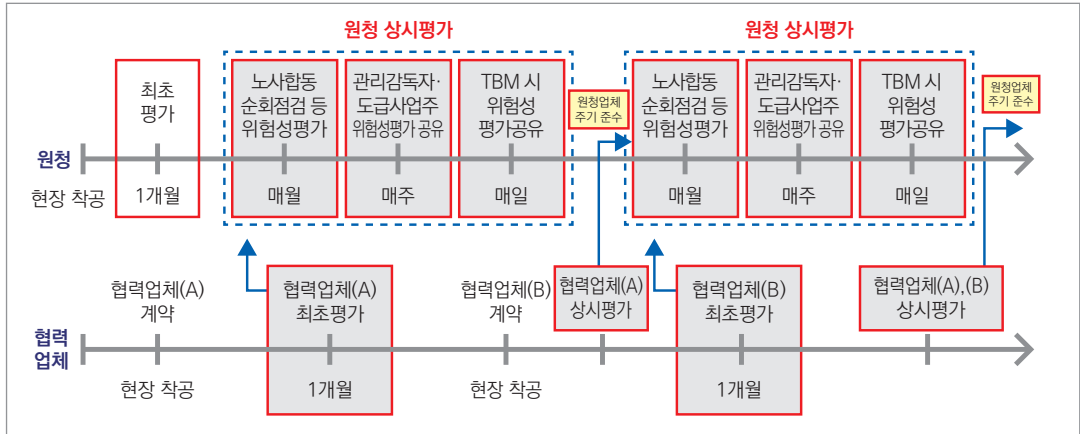 원청 상시평가
원청 상시평가
최초
평가
노사합동
순회점검 등
위험성평가
관리감독자·
도급사업주
위험성평가 공유
TBM 시
위험성
평가공유
원청업체
주기 준수
노사합동
순회점검 등
위험성평가
관리감독자·
도급사업주
위험성평가 공유
TBM 시
위험성
평가공유
원청업체
주기 준수
원청
현장 착공
1개월
매월
매주
매일
매월
매주
매일
협력업체(A)
계약
협력업체(A)
최초평가
협력업체(B)
계약
협력업체(A)
상시평가
협력업체(B)
최초평가
협력업체(A),(B)
상시평가
협력
업체
현장 착공
1개월
현장 착공
1개월